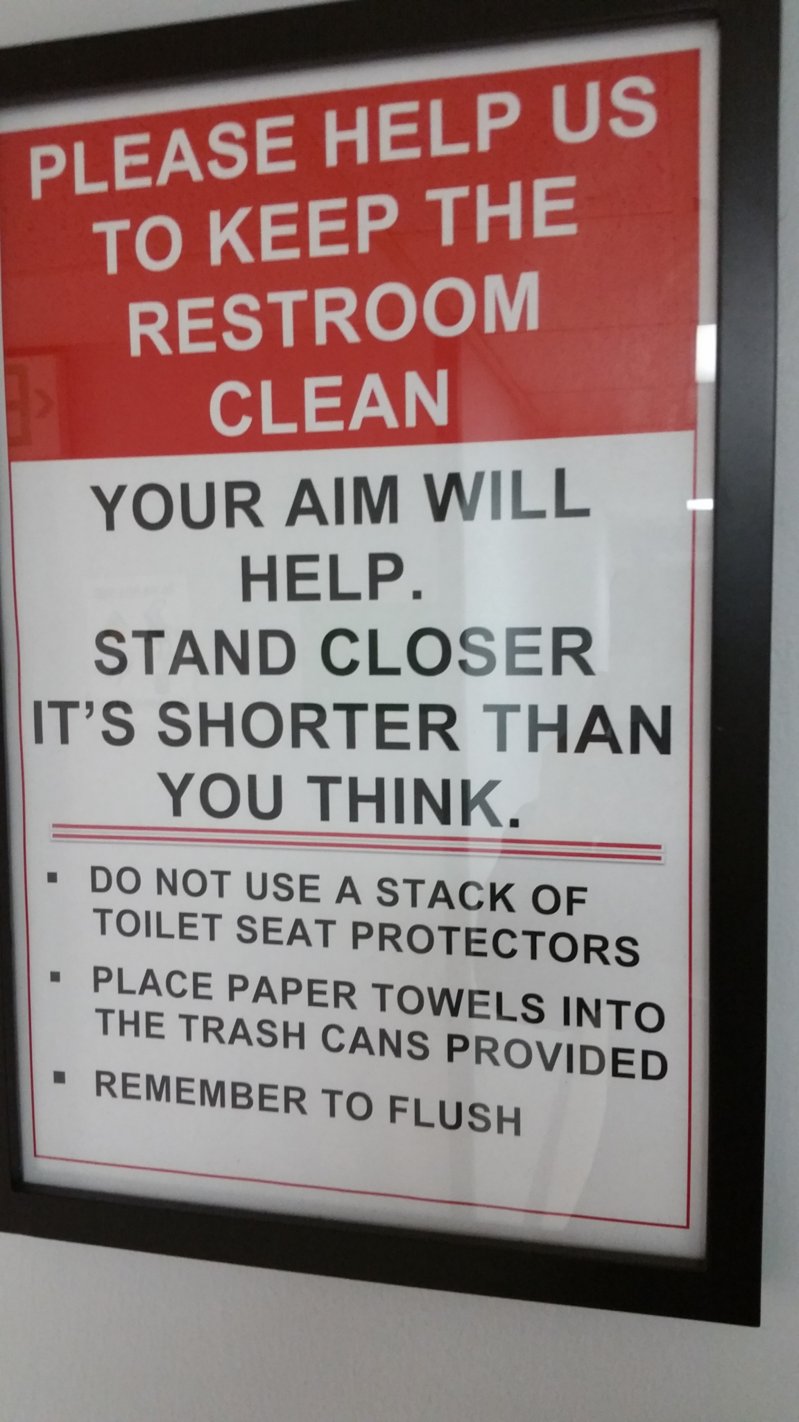 PLEASE HELP US
TO KEEP THE
RESTROOM
CLEAN
YOUR AIM WILL
HELP.
STAND CLOSER
IT'S SHORTER THAN
YOU THINK.
▪ DO NOT USE A STACK OF
TOILET SEAT PROTECTORS
▪ PLACE PAPER TOWELS INTO
THE TRASH CANS PROVIDED
▪ REMEMBER TO FLUSH